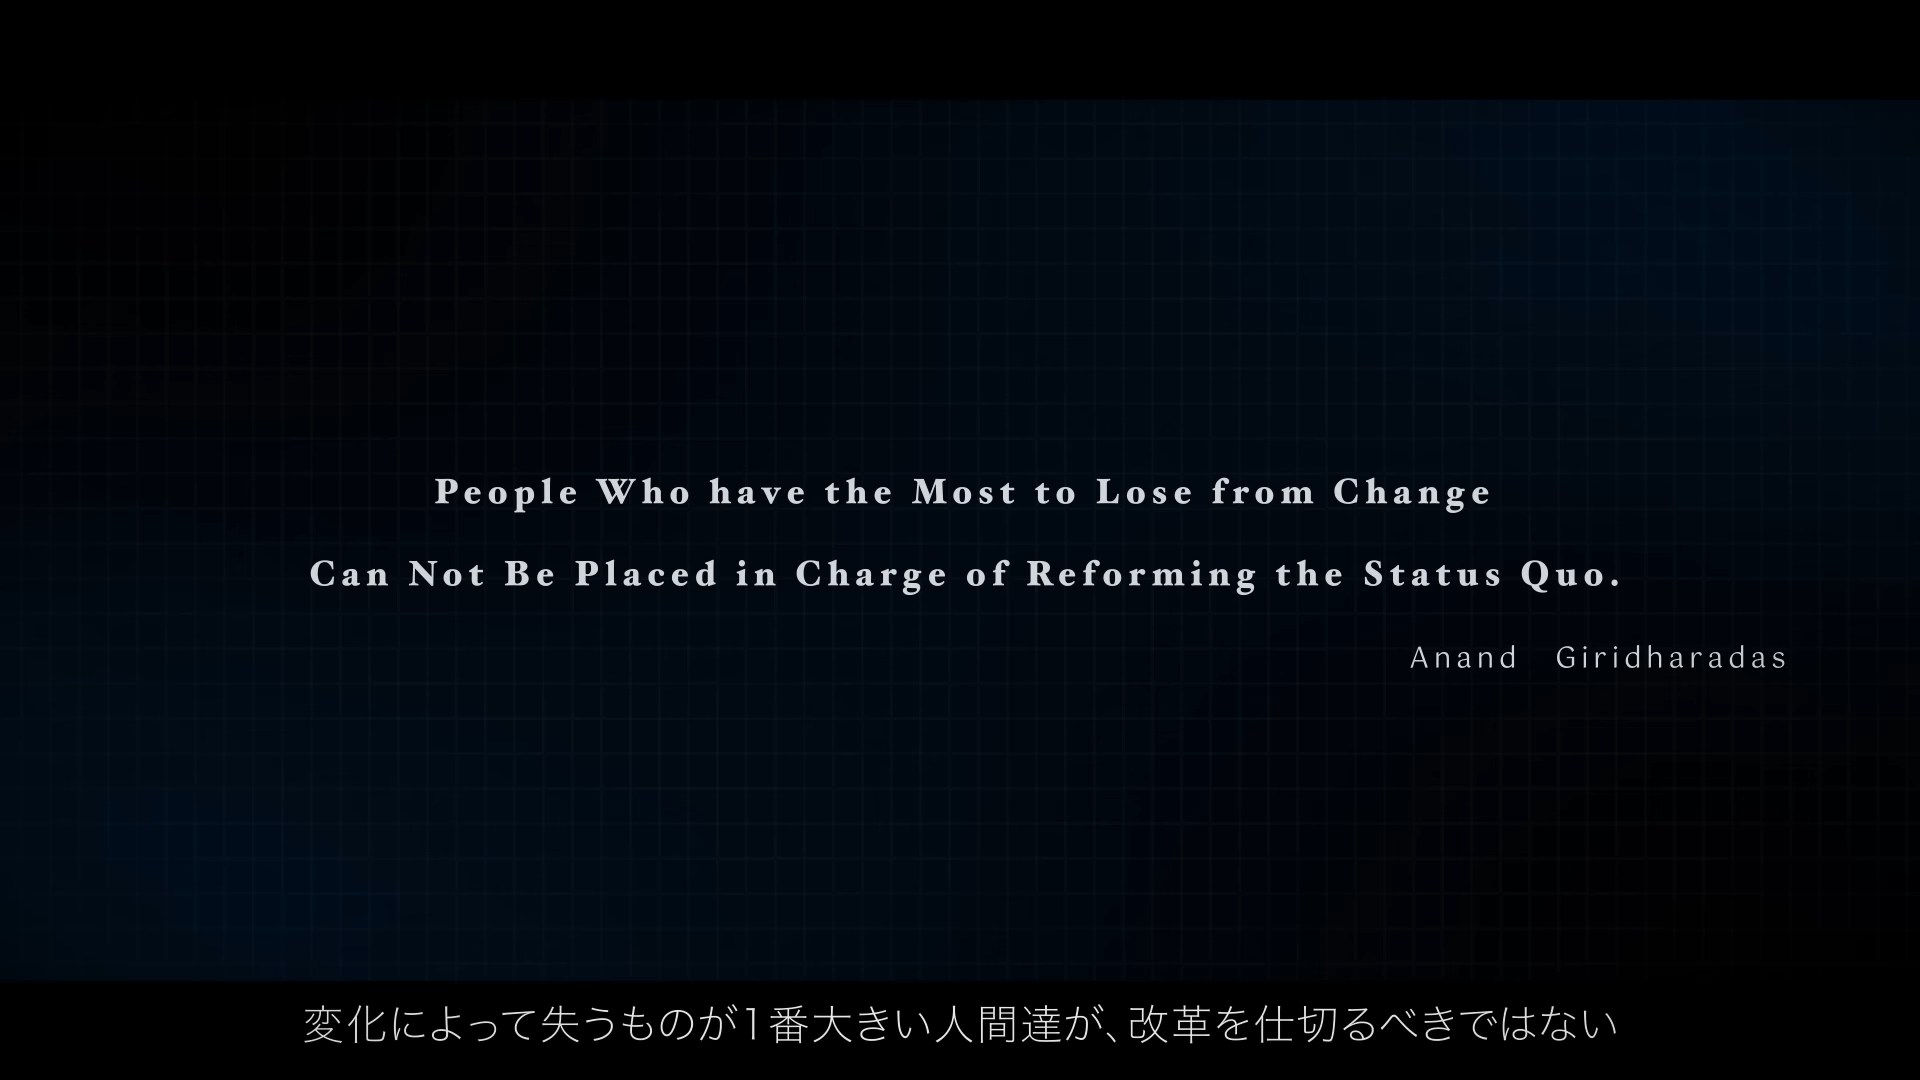 People Who have the Most to Lose from Change
Can Not Be Placed in Charge of Reforming the Status Quo.
Anand Giridharadas
変化によって失うものが1番大きい人間達が、改革を仕切るべきではない